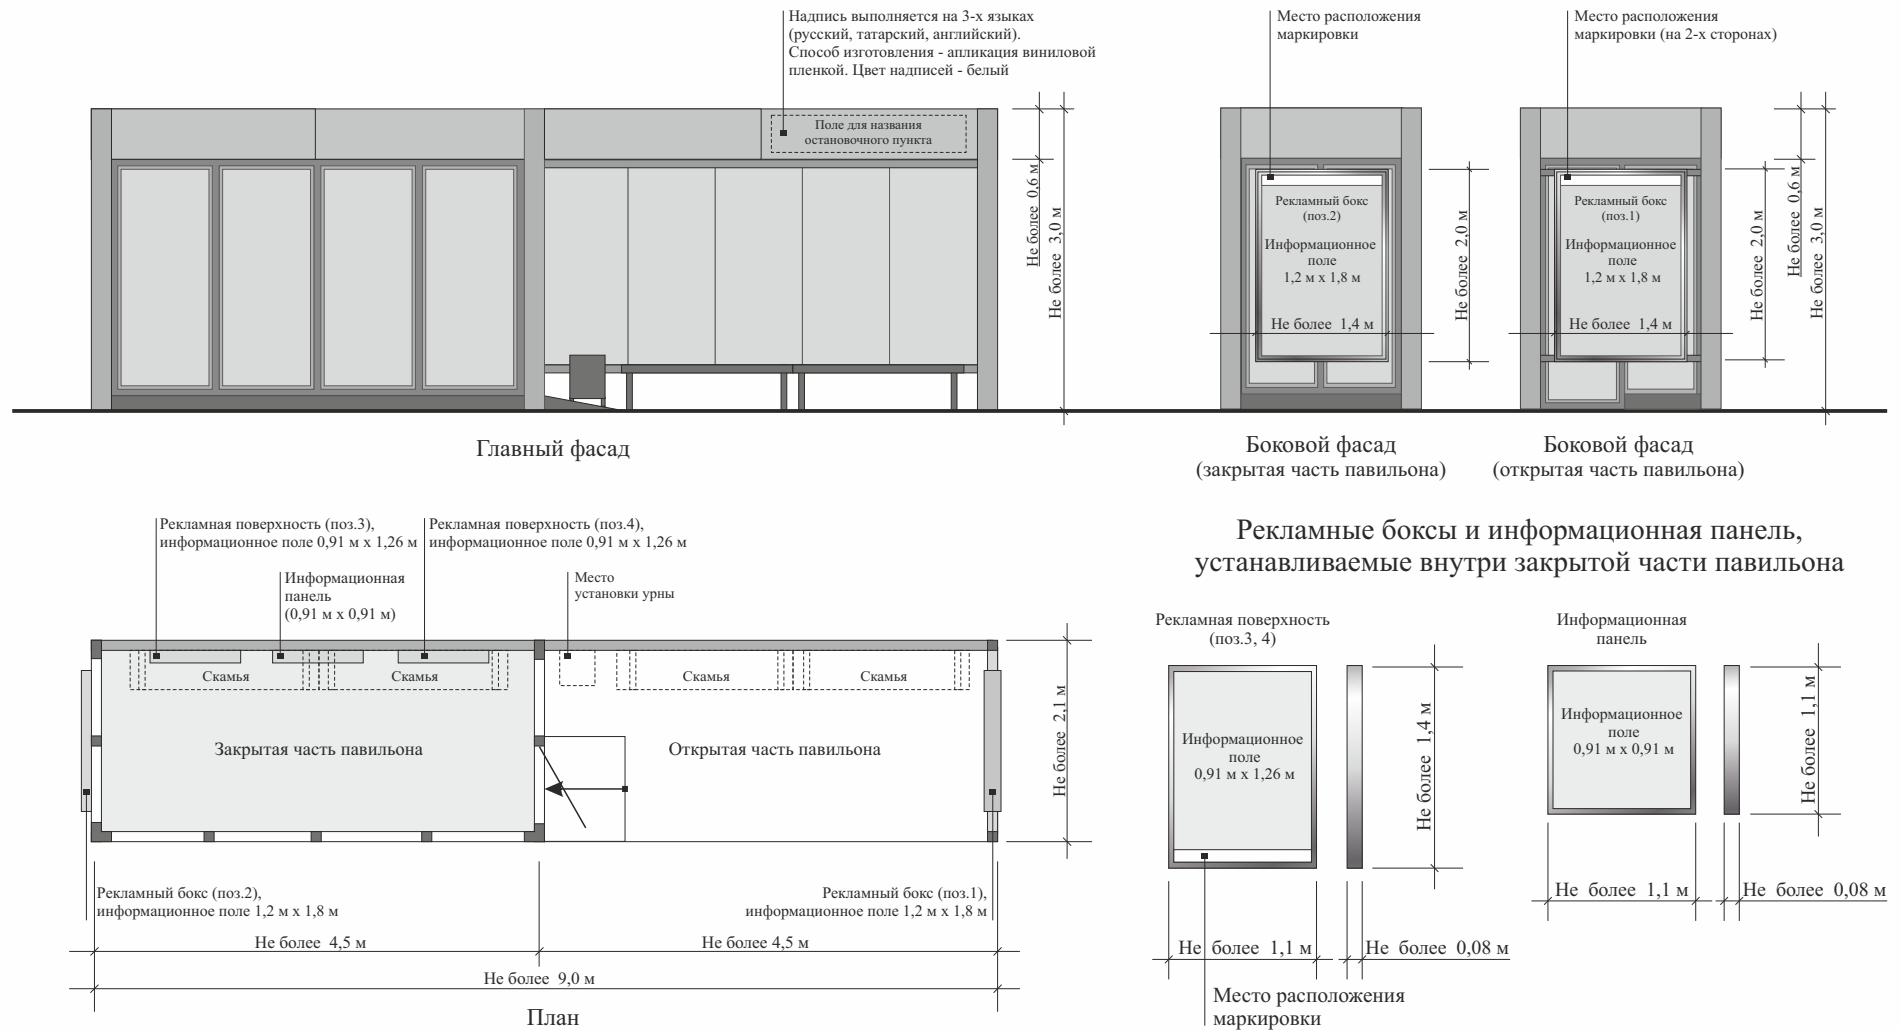 Надпись выполняется на 3-х языках
(русский, татарский, английский).
Способ изготовления - апликация виниловой
пленкой. Цвет надписей - белый
Место расположения
маркировки
Место расположения
маркировки (на 2-х сторонах)
Поле для названия
остановочного пункта
Не более 0,6 м
Не более 3,0 м
Рекламный бокс
(поз.2)
Информационное
поле
1,2 м х 1,8 м
Не более 1,4 м
Не более 2,0 м
Рекламный бокс
(поз.1)
Информационное
поле
1,2 м х 1,8 м
Не более 1,4 м
Не более 2,0 м
Не более 0,6 м
Не более 3,0 м
Главный фасад
Боковой фасад
(закрытая часть павильона)
Боковой фасад
(открытая часть павильона)
Рекламная поверхность (поз.3),
информационное поле 0,91 м х 1,26 м
Рекламная поверхность (поз.4),
информационное поле 0,91 м х 1,26 м
Информационная
панель
(0,91 м х 0,91 м)
Место
установки урны
Скамья
Скамья
Скамья
Скамья
Закрытая часть павильона
Открытая часть павильона
Не более 2,1 м
Рекламный бокс (поз.2),
информационное поле 1,2 м х 1,8 м
Рекламный бокс (поз.1),
информационное поле 1,2 м х 1,8 м
Не более 4,5 м
Не более 4,5 м
Не более 9,0 м
План
Рекламные боксы и информационная панель,
устанавливаемые внутри закрытой части павильона
Рекламная поверхность
(поз.3, 4)
Информационное
поле
0,91 м х 1,26 м
Не более 1,4 м
Не более 1,1 м
Не более 0,08 м
Место расположения
маркировки
Информационная
панель
Информационное
поле
0,91 м х 0,91 м
Не более 1,1 м
Не более 1,1 м
Не более 0,08 м